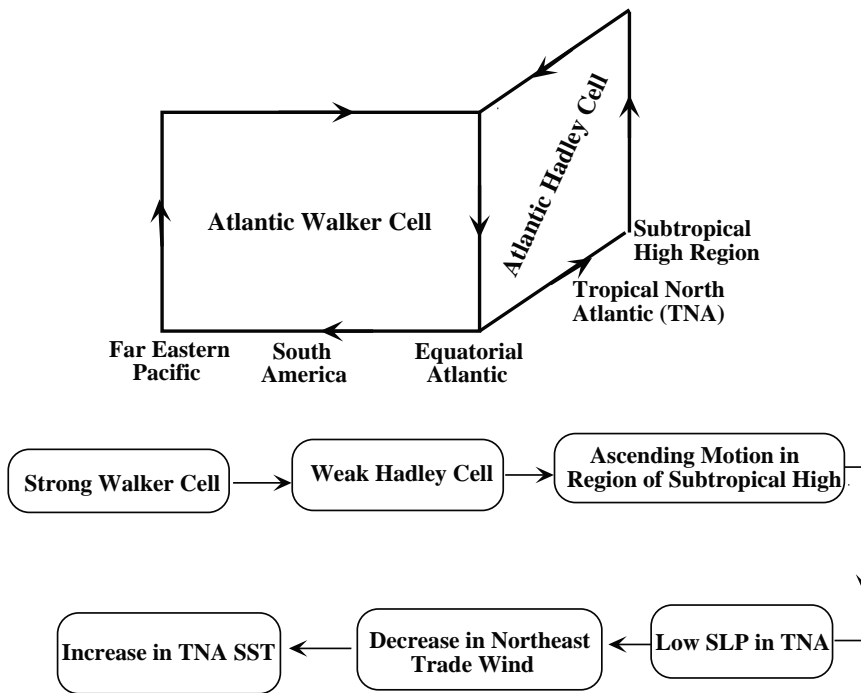 Atlantic Hadley Cell
Atlantic Walker Cell
Subtropical
High Region
Tropical North
Atlantic (TNA)
Far Eastern
Pacific
South
America
Equatorial
Atlantic
Strong Walker Cell
Weak Hadley Cell
Ascending Motion in
Region of Subtropical High
Low SLP in TNA
Decrease in Northeast
Trade Wind
Increase in TNA SST